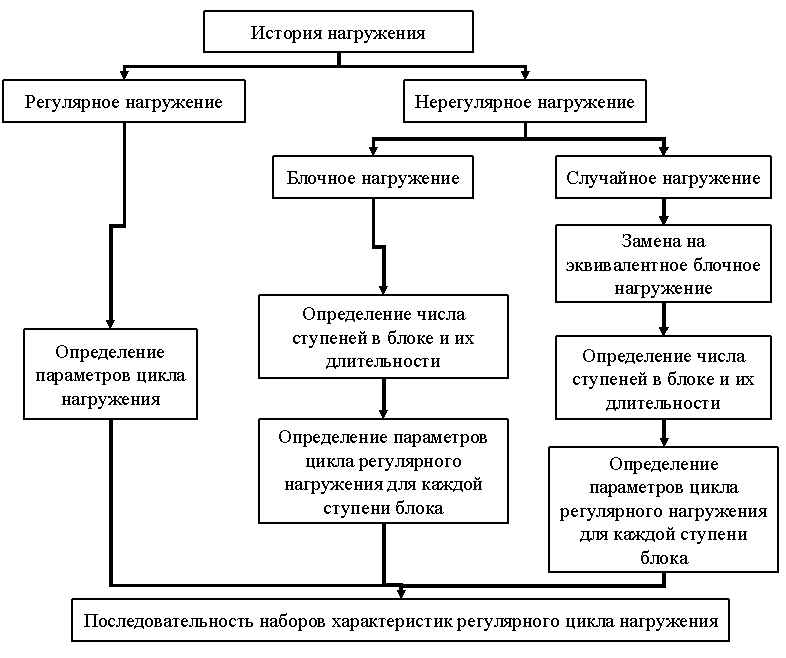 История нагружения
Регулярное нагружение
Нерегулярное нагружение
Блочное нагружение
Случайное нагружение
Замена на
эквивалентное блочное
нагружение
Определение числа
ступеней в блоке и их
длительности
Определение
параметров цикла
нагружения
Определение числа
ступеней в блоке и их
длительности
Определение параметров
цикла регулярного
нагружения для каждой
ступени блока
Определение
параметров цикла
регулярного нагружения
для каждой ступени
блока
Последовательность наборов характеристик регулярного цикла нагружения